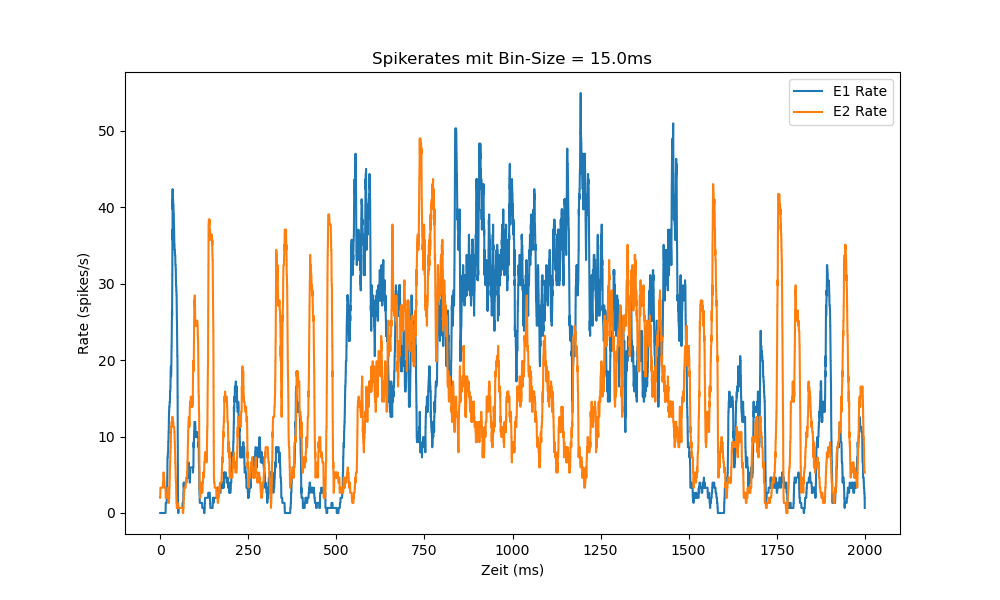 Spikerates mit Bin-Size = 15.0ms
E1 Rate
E2 Rate
50
40
30
20
10
0
Rate (spikes/s)
0 250 500 750 1000 1250 1500 1750 2000
Zeit (ms)